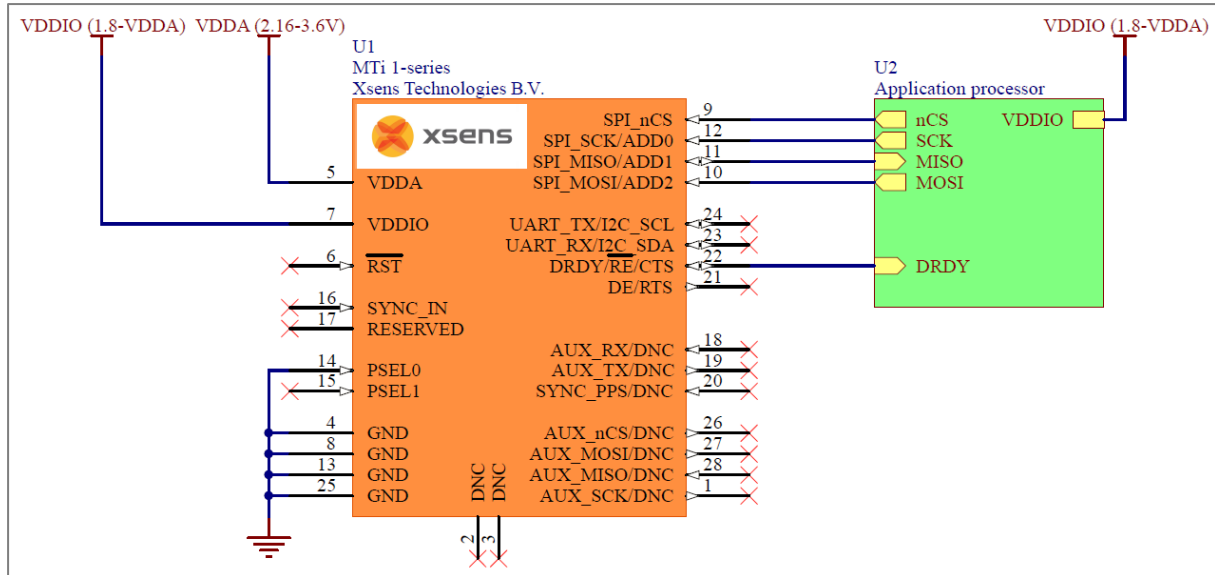 VDDIO (1.8-VDDA) VDDA (2.16-3.6V)
VDDIO (1.8-VDDA)
U1
MTi 1-series
Xsens Technologies B.V.
xsens
U2
Application processor
5 VDDA
7 VDDIO
6 RST
16 SYNC_IN
17 RESERVED
14 PSEL0
15 PSEL1
4 GND
8 GND
13 GND
25 GND
SPI_nCS 9
SPI_SCK/ADD0 12
SPI_MISO/ADD1 11
SPI_MOSI/ADD2 10
UART_TX/I2C_SCL 24
UART_RX/I2C_SDA 23
DRDY/RE/CTS 22
DE/RTS 21
AUX_RX/DNC 18
AUX_TX/DNC 19
SYNC_PPS/DNC 20
AUX_nCS/DNC 26
AUX_MOSI/DNC 27
AUX_MISO/DNC 28
AUX_SCK/DNC 1
DNC 2
DNC 3
nCS VDDIO
SCK
MISO
MOSI
DRDY